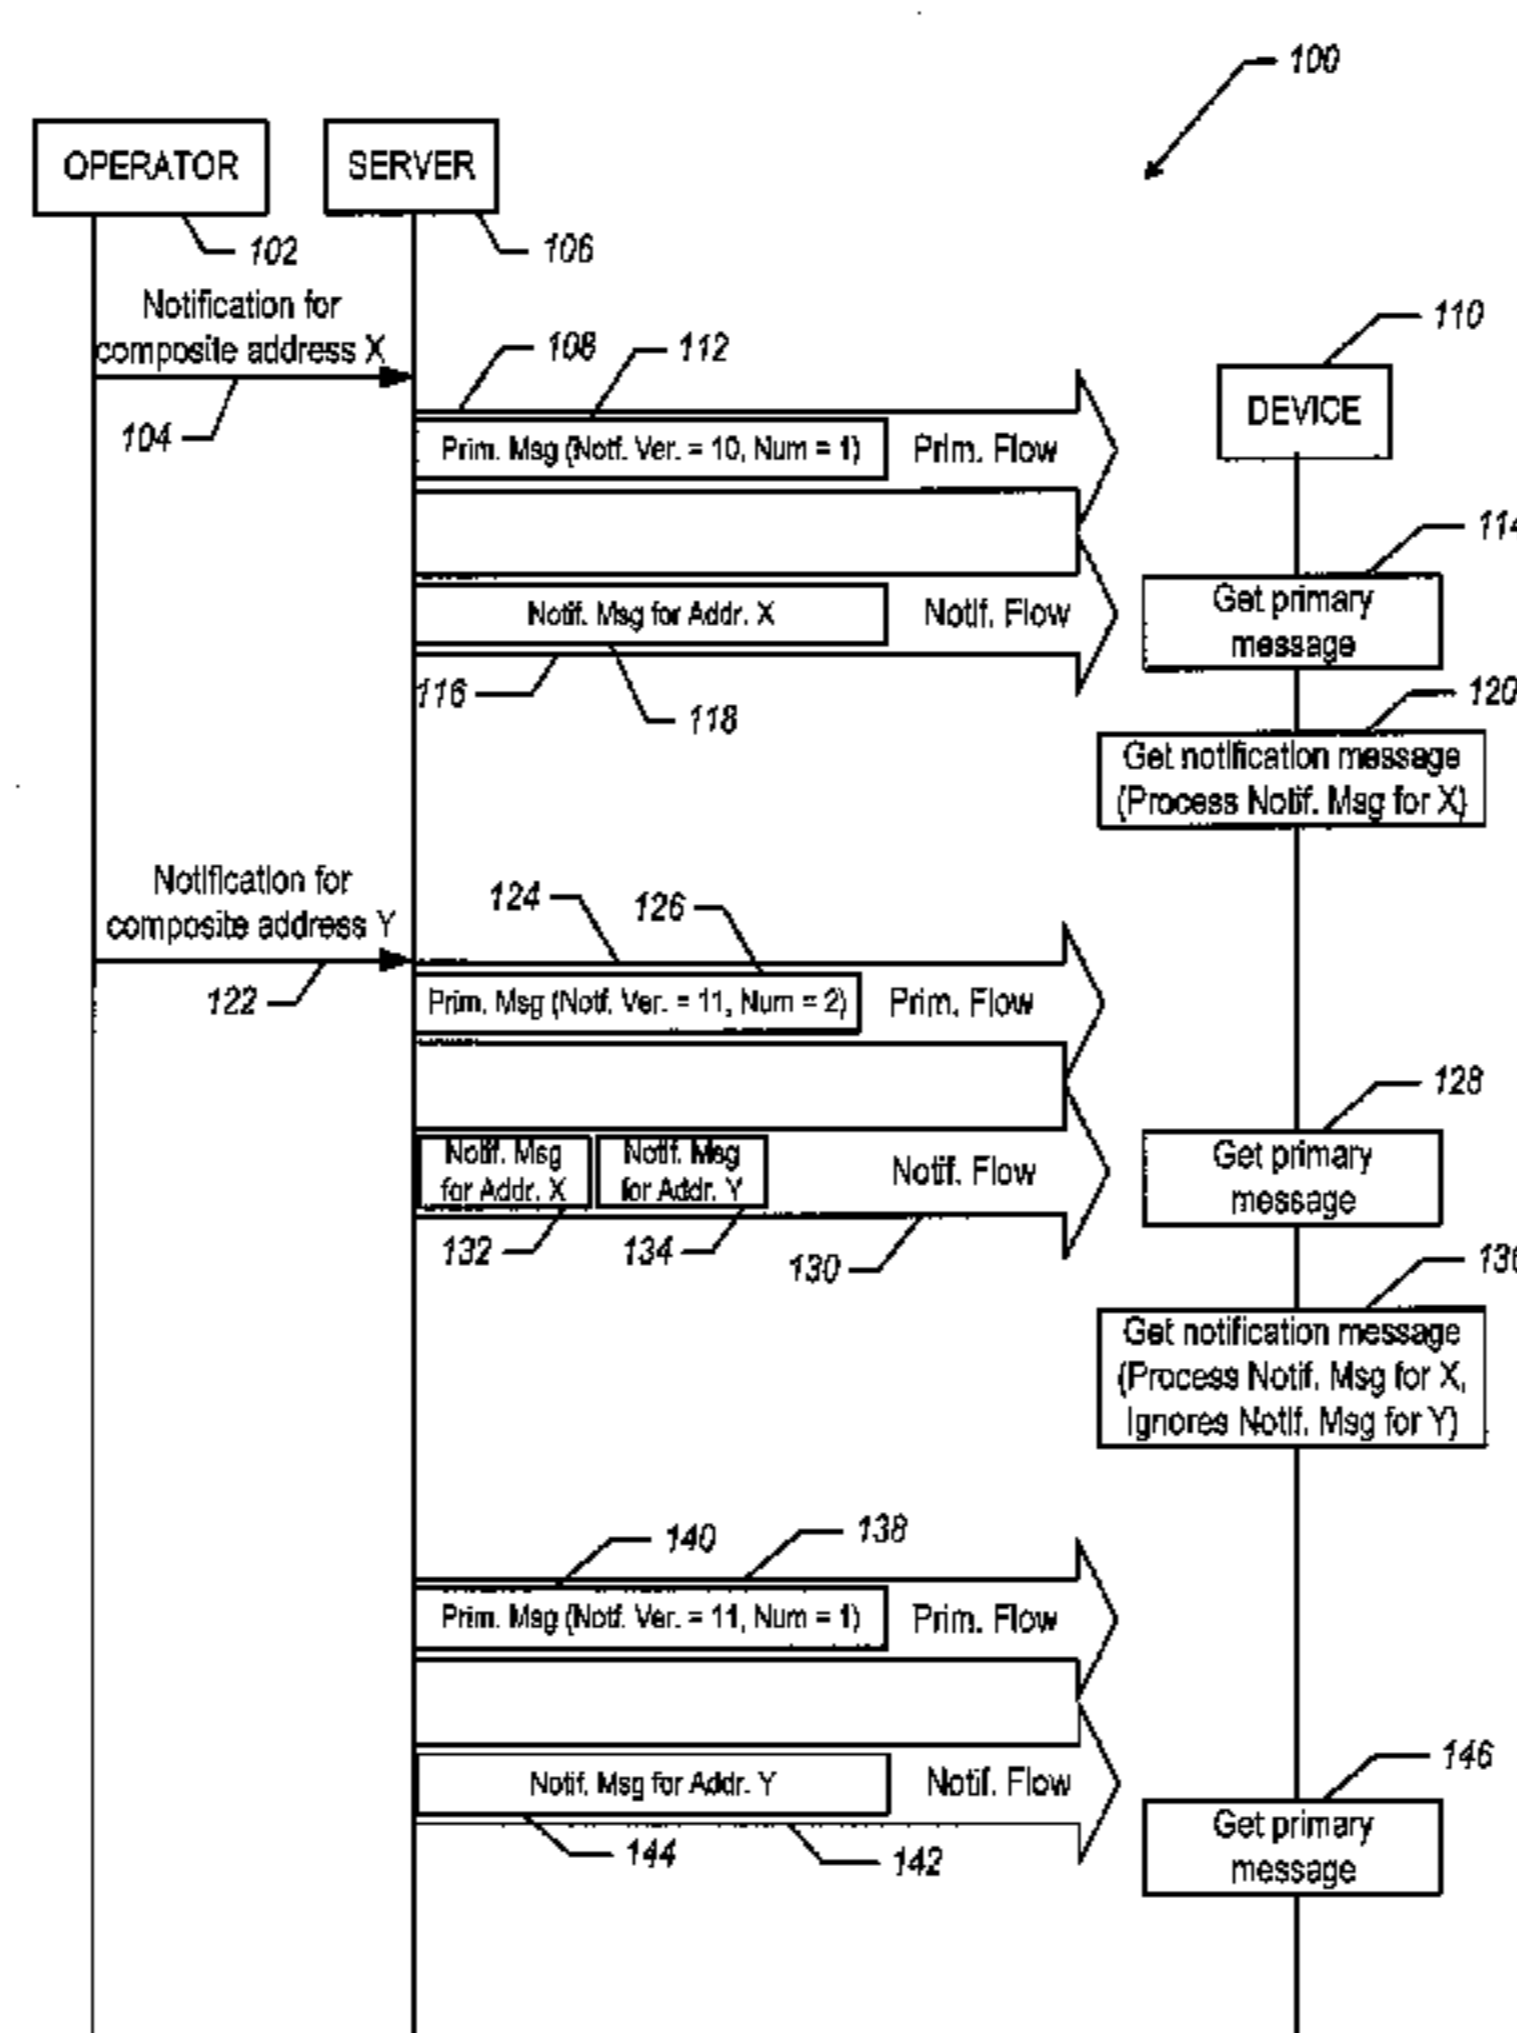 100
OPERATOR
SERVER
102
106
Notification for
composite address X
104
108
112
110
DEVICE
Prim. Msg (Notf. Ver. = 10, Num = 1)
Prim. Flow
114
Notif. Msg for Addr. X
Notif. Flow
Get primary
message
116
118
120
Get notification message
(Process Notif. Msg for X)
Notification for
composite address Y
122
124
126
Prim. Msg (Notf. Ver. = 11, Num = 2)
Prim. Flow
128
Notif. Msg
for Addr. X
Notif. Msg
for Addr. Y
Notif. Flow
Get primary
message
132
134
130
136
Get notification message
(Process Notif. Msg for X,
Ignores Notif. Msg for Y)
140
138
Prim. Msg (Notf. Ver. = 11, Num = 1)
Prim. Flow
Notif. Msg for Addr. Y
Notif. Flow
146
144
142
Get primary
message